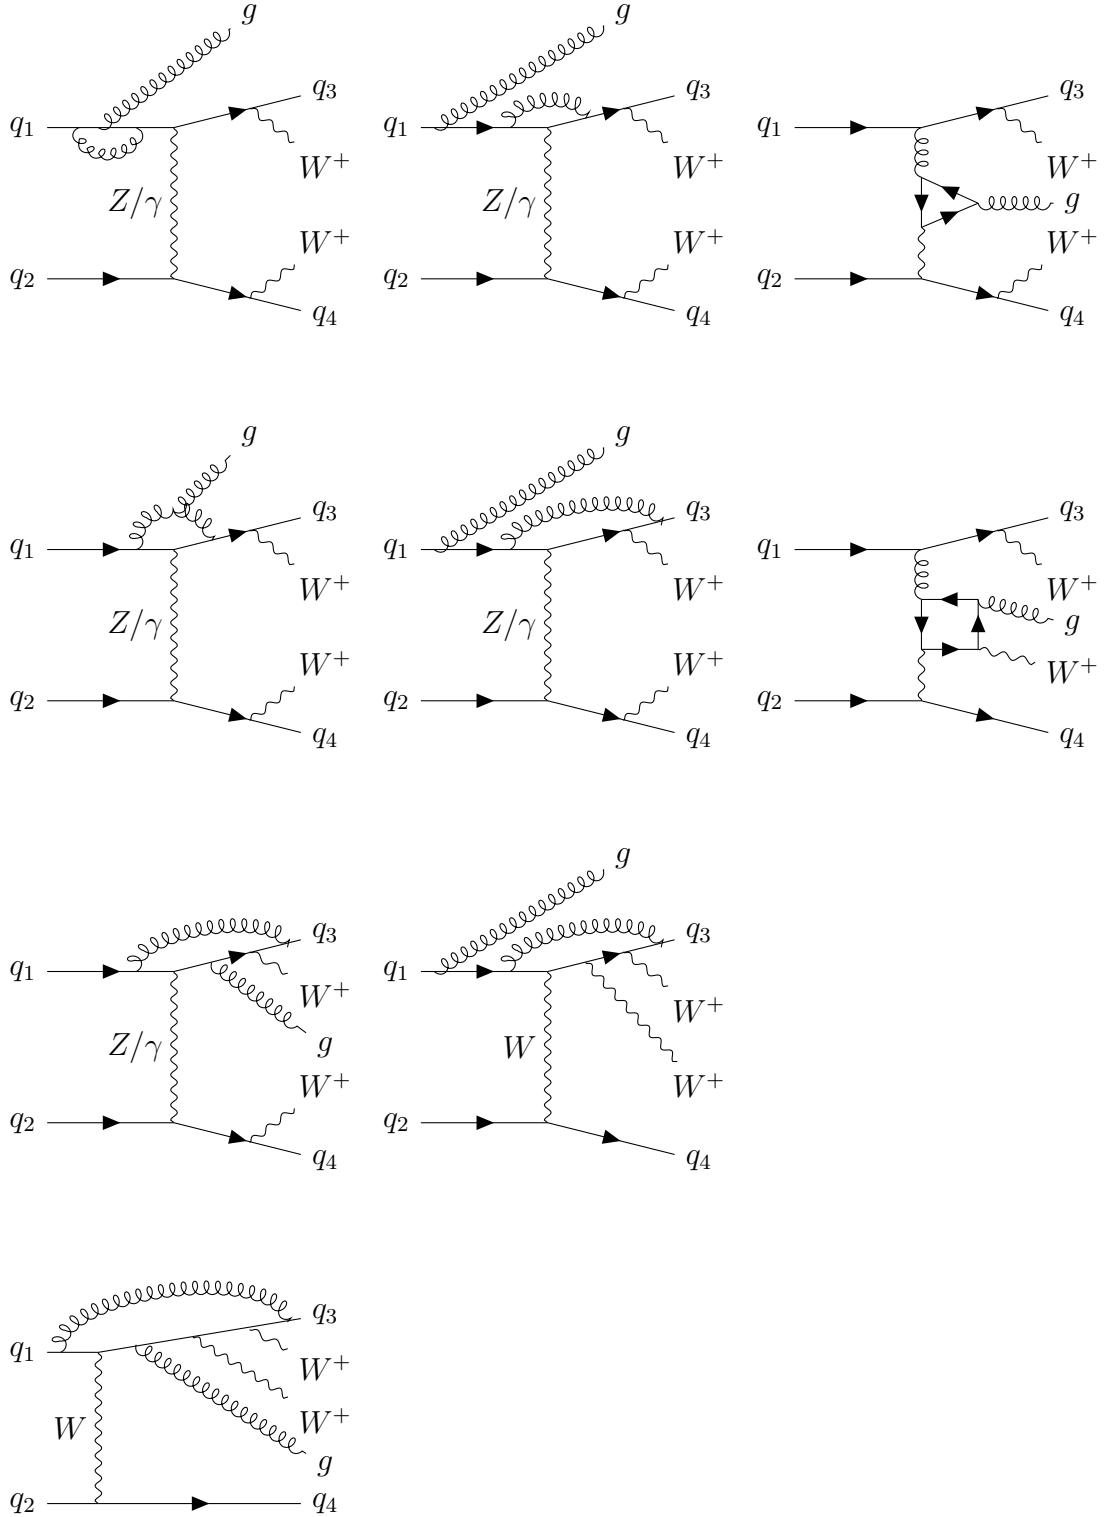 g g
q₁ q₃ q₁ q₃ q₁ q₃
W⁺ W⁺ W⁺
Z/γ Z/γ g
W⁺ W⁺ W⁺
q₂ q₄ q₂ q₄ q₂ q₄
g g
q₁ q₃ q₁ q₃ q₁ q₃
W⁺ W⁺ W⁺
Z/γ Z/γ g
W⁺ W⁺ W⁺
q₂ q₄ q₂ q₄ q₂ q₄
g
q₁ q₃ q₁ q₃
W⁺ W⁺
Z/γ g W
W⁺ W⁺
q₂ q₄ q₂ q₄
q₁ q₃
W⁺
W W⁺
g
q₂ q₄